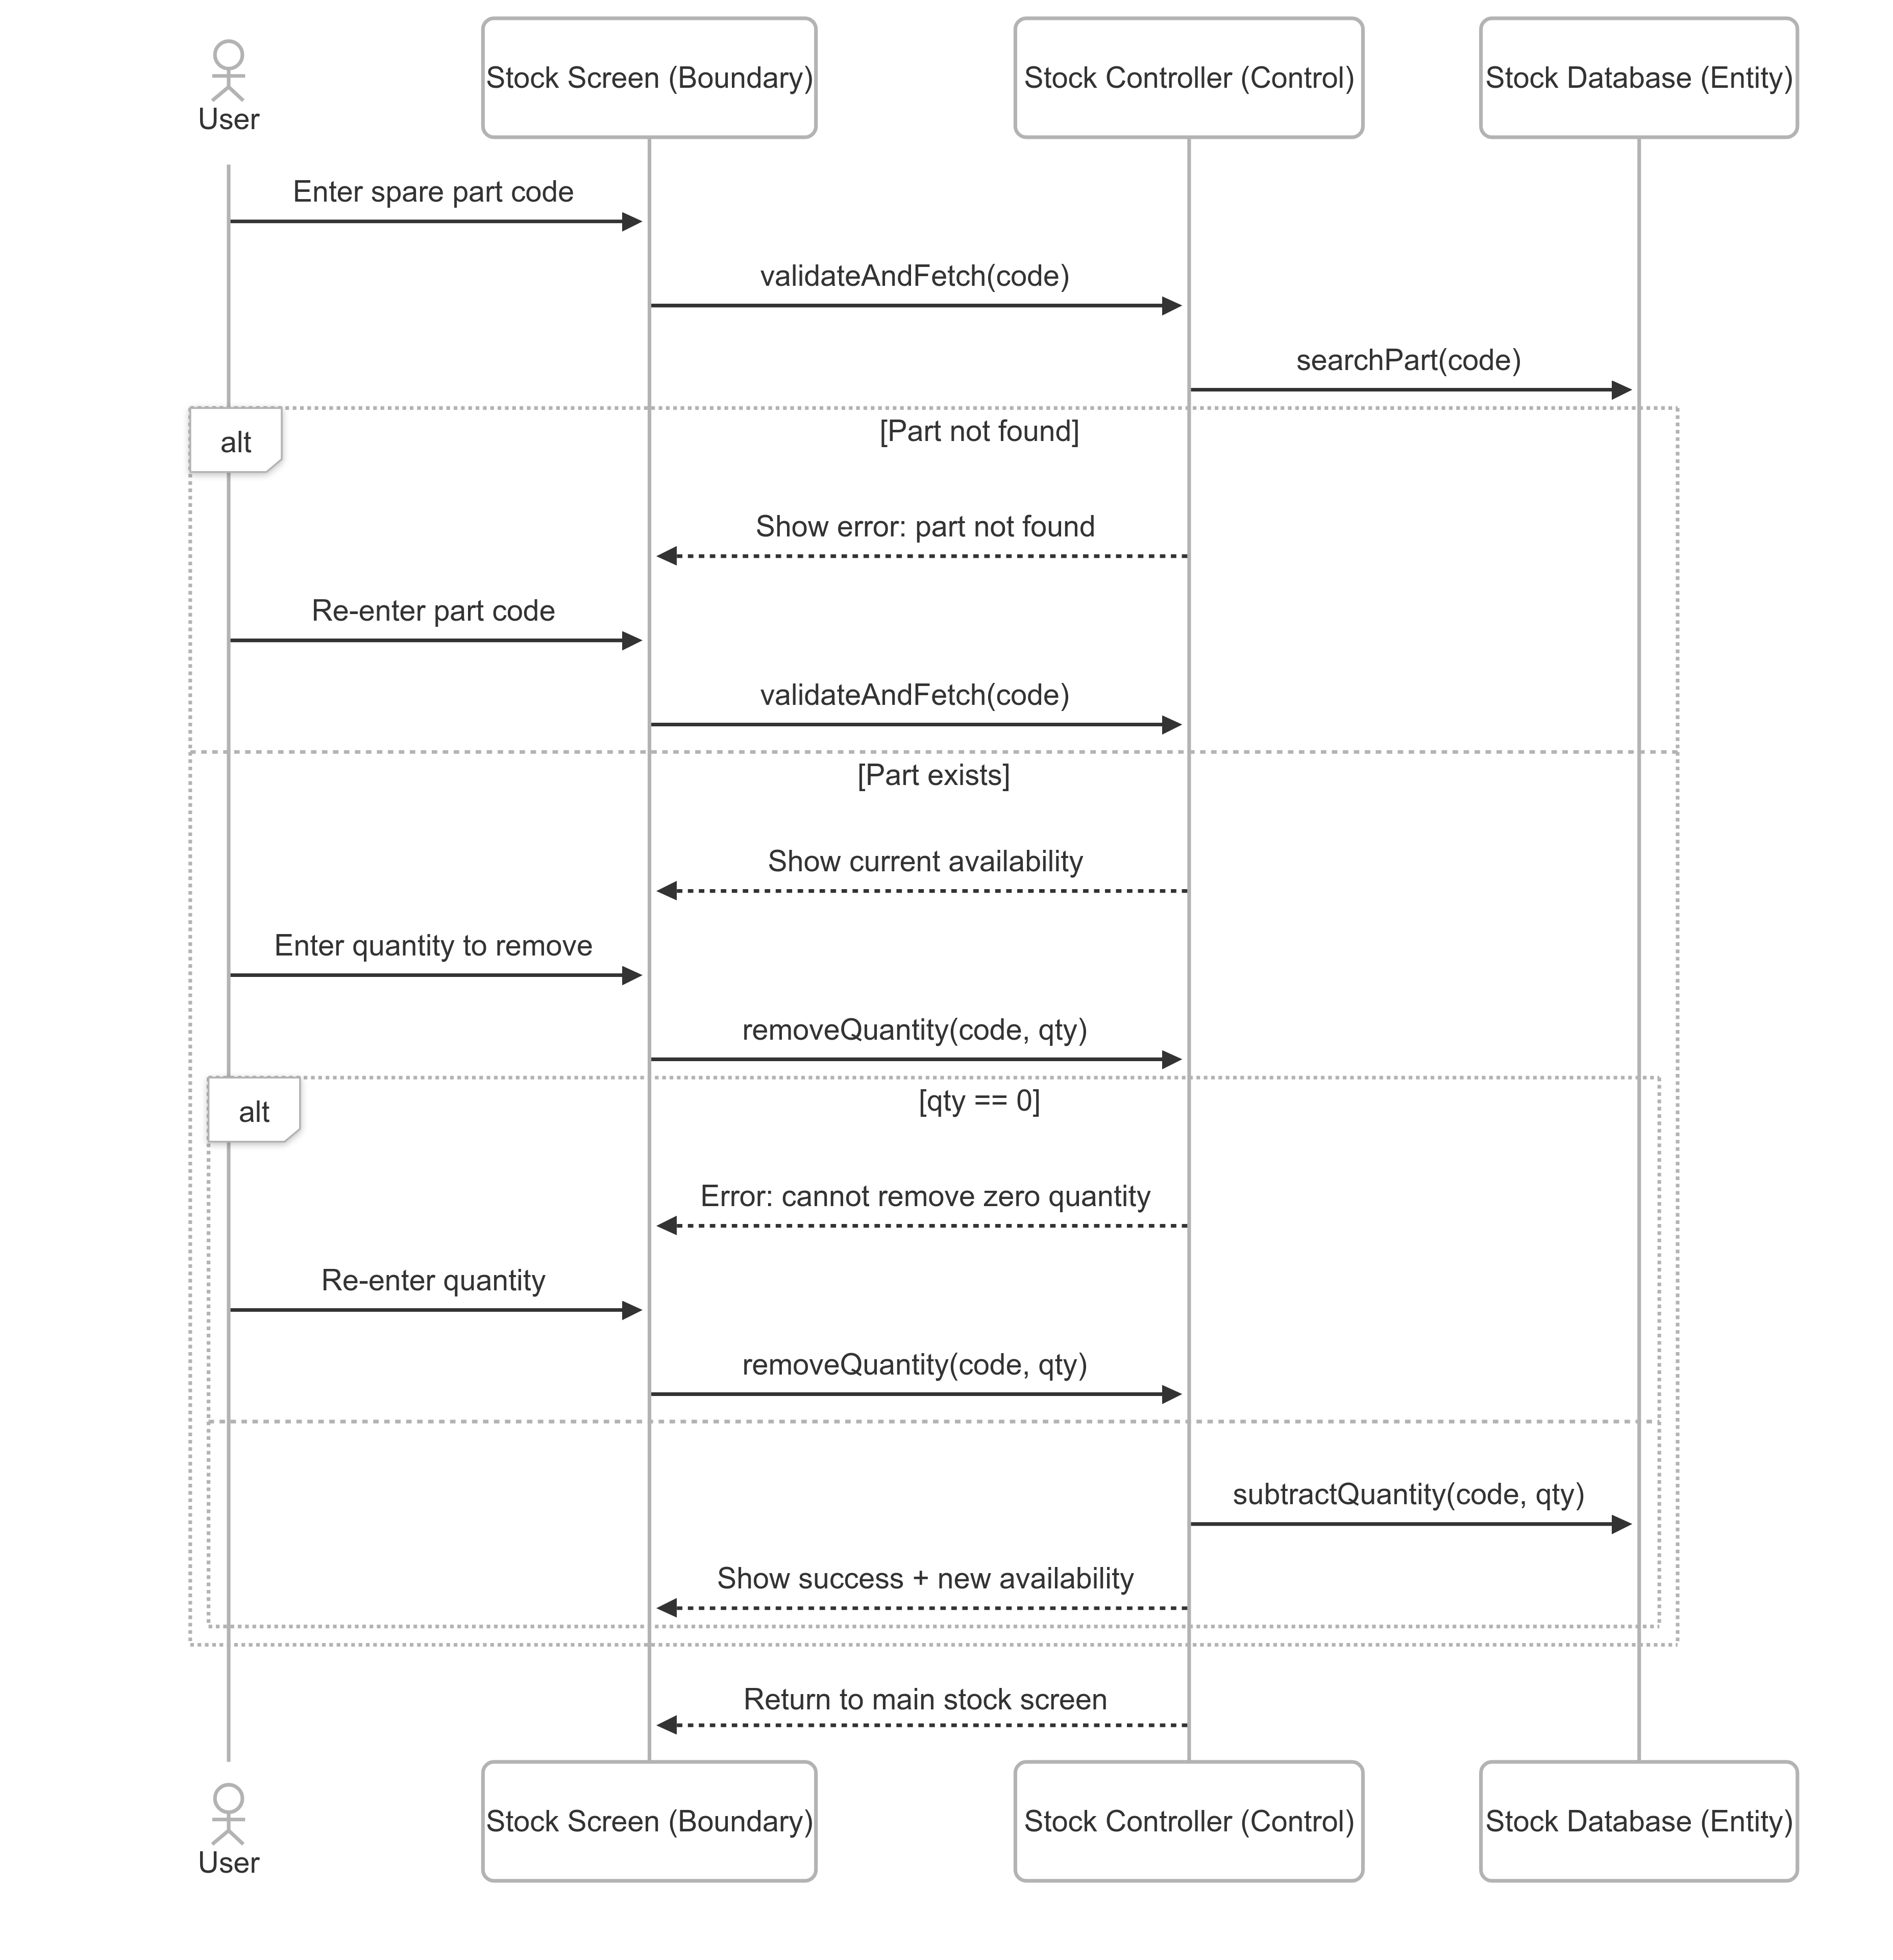 User
Stock Screen (Boundary)
Stock Controller (Control)
Stock Database (Entity)
Enter spare part code
validateAndFetch(code)
searchPart(code)
alt
[Part not found]
Show error: part not found
Re-enter part code
validateAndFetch(code)
[Part exists]
Show current availability
Enter quantity to remove
removeQuantity(code, qty)
alt
[qty == 0]
Error: cannot remove zero quantity
Re-enter quantity
removeQuantity(code, qty)
subtractQuantity(code, qty)
Show success + new availability
Return to main stock screen
User
Stock Screen (Boundary)
Stock Controller (Control)
Stock Database (Entity)